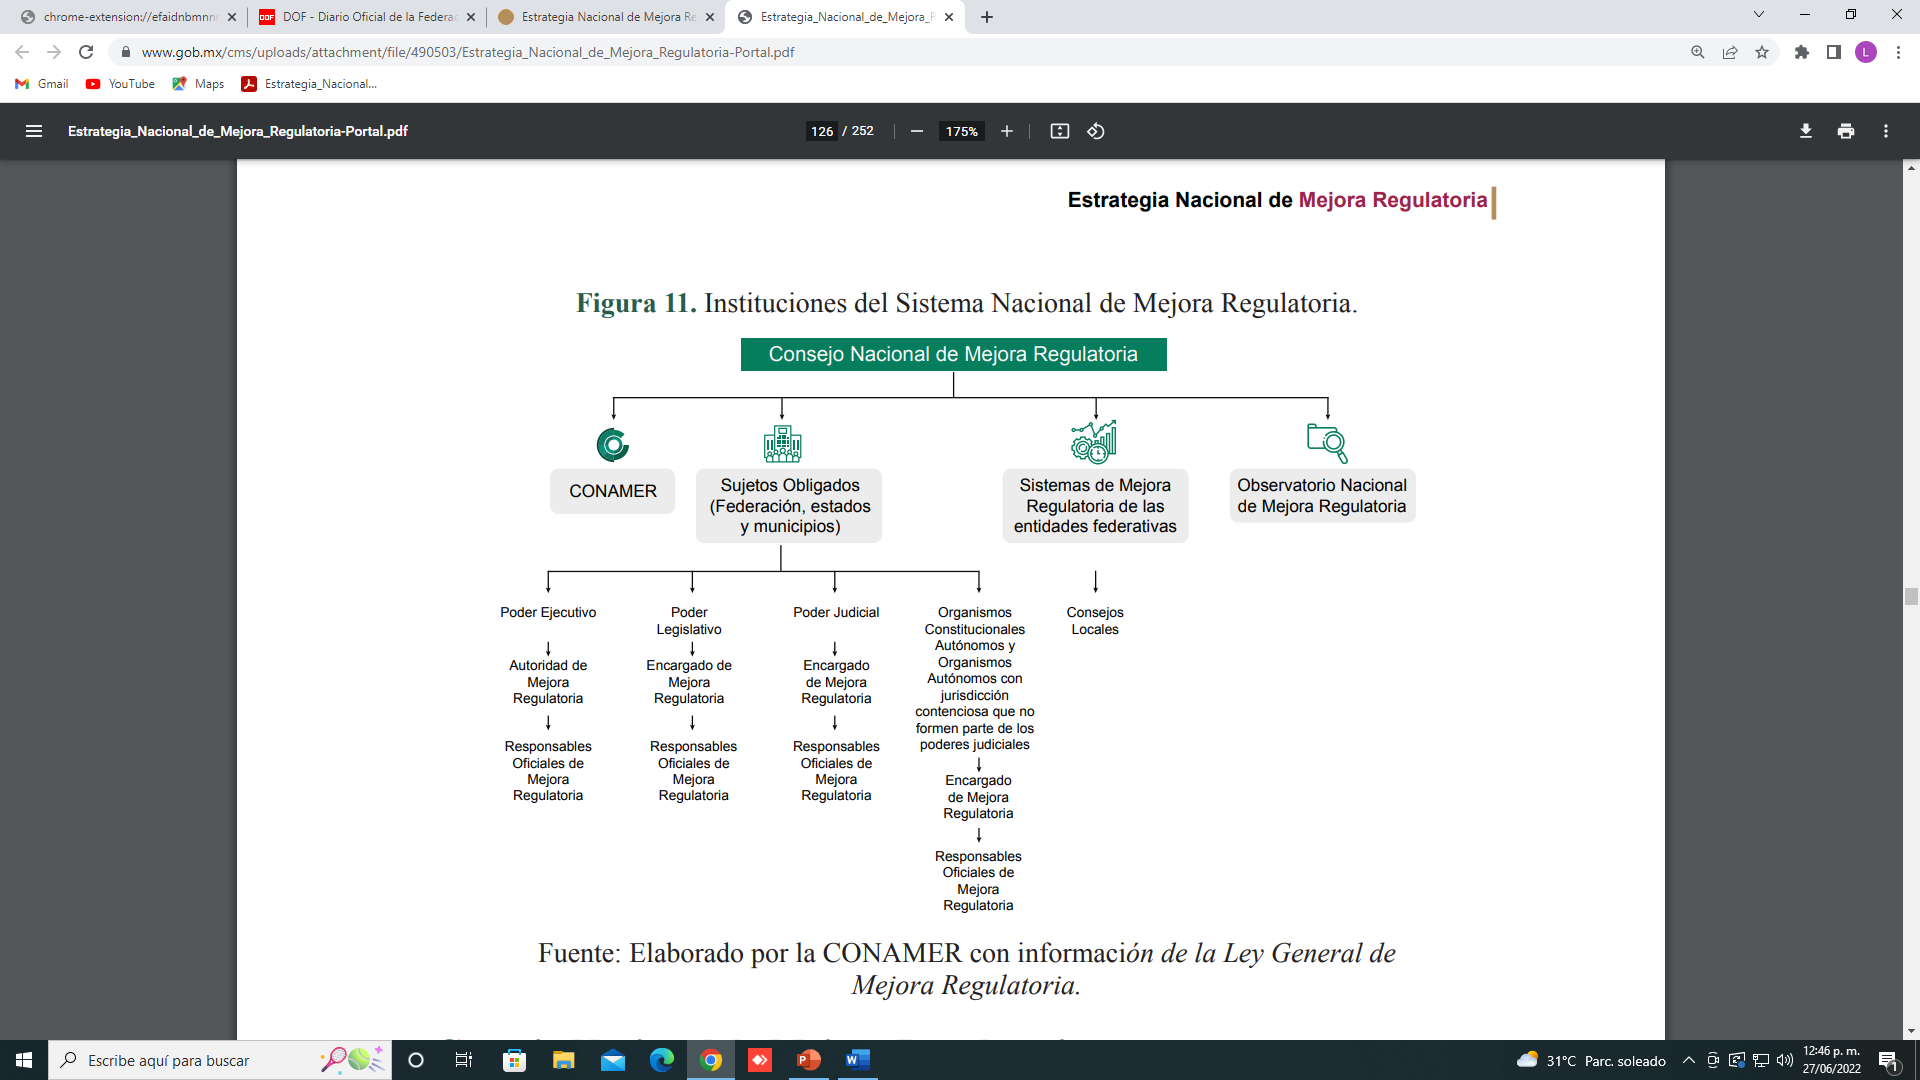 chrome-extension://efaidnbmnnn
DOF - Diario Oficial de la Federac
Estrategia Nacional de Mejora Re
Estrategia_Nacional_de_Mejora_R
www.gob.mx/cms/uploads/attachment/file/490503/Estrategia_Nacional_de_Mejora_Regulatoria-Portal.pdf
L
Gmail
YouTube
Maps
Estrategia_Nacional...
Estrategia_Nacional_de_Mejora_Regulatoria-Portal.pdf
126 / 252
175%
Estrategia Nacional de Mejora Regulatoria
Figura 11. Instituciones del Sistema Nacional de Mejora Regulatoria.
Consejo Nacional de Mejora Regulatoria
CONAMER
Sujetos Obligados
(Federación, estados
y municipios)
Sistemas de Mejora
Regulatoria de las
entidades federativas
Observatorio Nacional
de Mejora Regulatoria
Poder Ejecutivo
Autoridad de
Mejora
Regulatoria
Responsables
Oficiales de
Mejora
Regulatoria
Poder
Legislativo
Encargado de
Mejora
Regulatoria
Responsables
Oficiales de
Mejora
Regulatoria
Poder Judicial
Encargado
de Mejora
Regulatoria
Responsables
Oficiales de
Mejora
Regulatoria
Organismos
Constitucionales
Autónomos y
Organismos
Autónomos con
jurisdicción
contenciosa que no
formen parte de los
poderes judiciales
Encargado
de Mejora
Regulatoria
Responsables
Oficiales de
Mejora
Regulatoria
Consejos
Locales
Fuente: Elaborado por la CONAMER con información de la Ley General de
Mejora Regulatoria.
Escribe aquí para buscar
31°C Parc. soleado
12:46 p. m.
27/06/2022
1